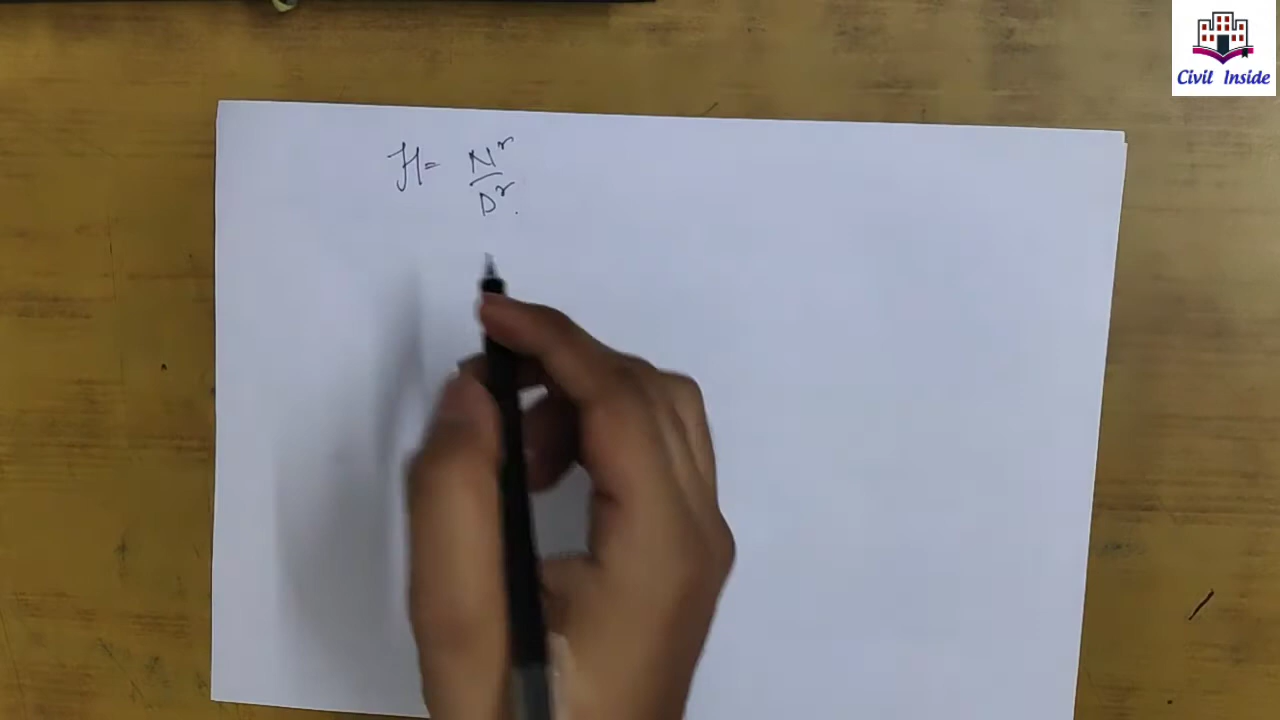 Civil Inside
H = N^r
D^r.